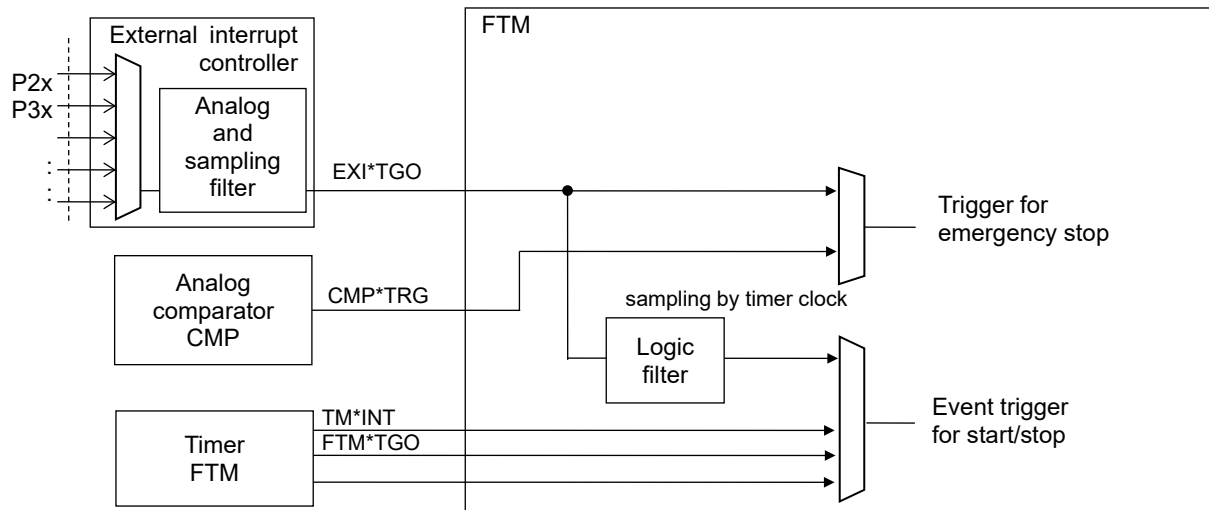 FTM
External interrupt
controller
P2x
P3x
:
:
Analog
and
sampling
filter
EXI*TGO
Trigger for
emergency stop
Analog
comparator
CMP
CMP*TRG
sampling by timer clock
Logic
filter
Timer
FTM
TM*INT
FTM*TGO
Event trigger
for start/stop